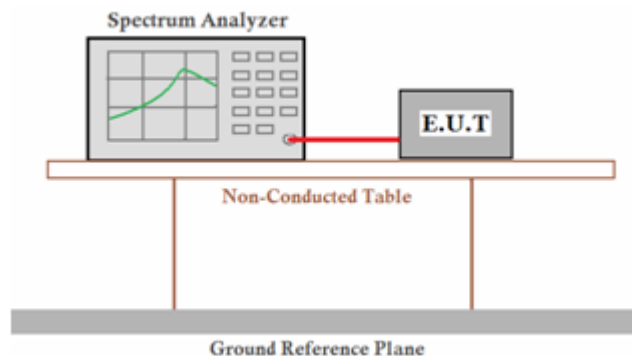 Spectrum Analyzer
E.U.T
Non-Conducted Table
Ground Reference Plane